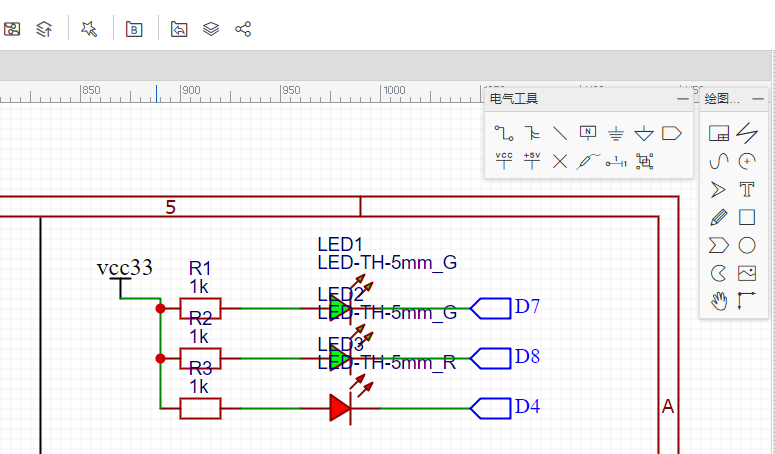 B
850
900
950
1000
电气工具
绘图...
N
VCC
+5V
T
5
vcc33
R1
1k
LED1
LED-TH-5mm_G
D7
R2
1k
LED2
LED-TH-5mm_G
D8
R3
1k
LED3
LED-TH-5mm_R
D4
A